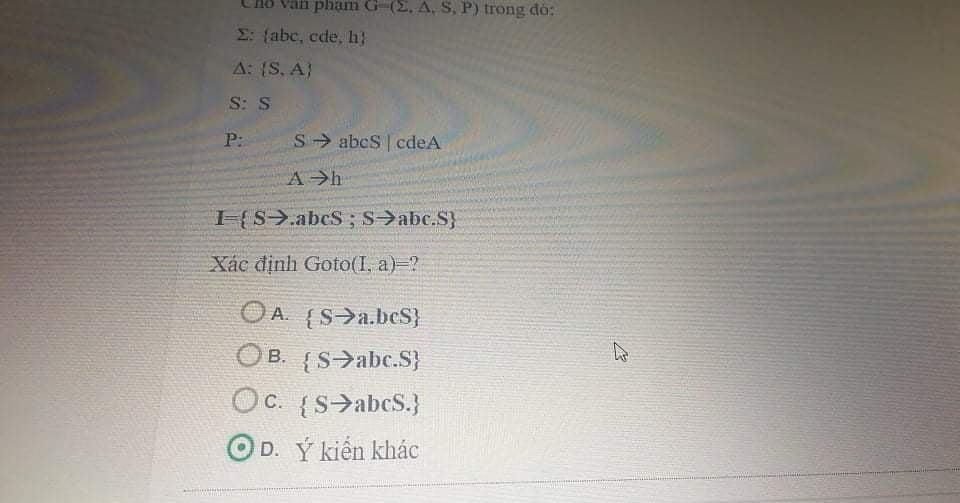 Cho văn phạm G=(Σ, Δ, S, P) trong đó:
Σ: {abc, cde, h}
Δ: {S, A}
S: S
P: S → abcS | cdeA
A →h
I={ S→.abcS ; S→abc.S}
Xác định Goto(I, a)=?
A. { S→a.bcS}
B. { S→abc.S}
C. { S→abcS.}
D. Ý kiến khác